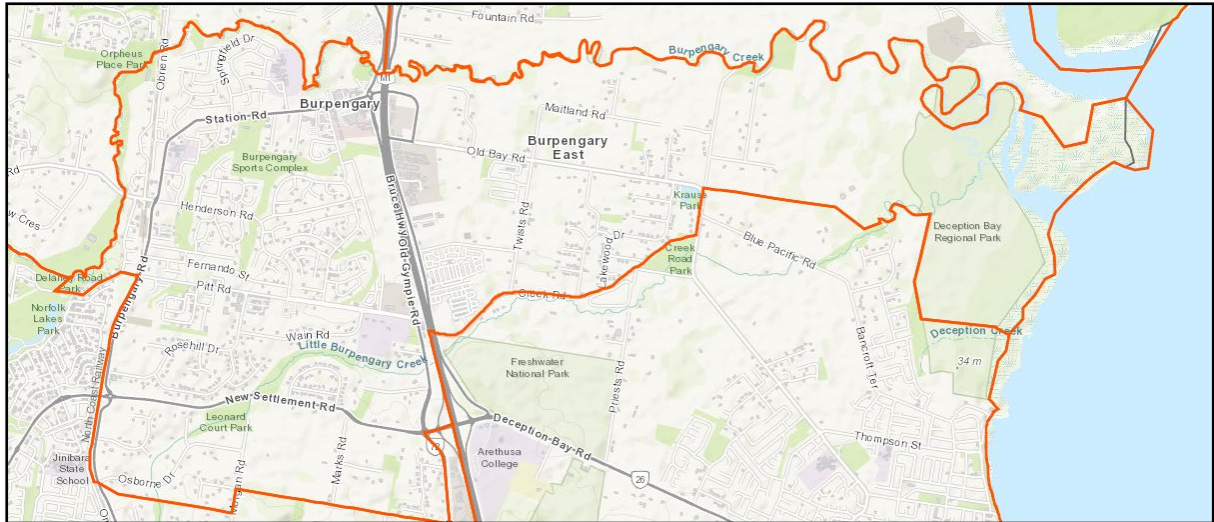 Fountain Rd
Orpheus
Place Park
Obrien Rd
Springfield Dr
Burpengary Creek
M1
Burpengary
Station Rd
Maitland Rd
Burpengary
East
Old Bay Rd
Burpengary
Sports Complex
Rd
w Cres
Henderson Rd
Krause
Park
Twists Rd
Lakewood
Dr
Blue Pacific Rd
Deception Bay
Regional Park
Bruce Hwy/Old Gympie Rd
Creek
Road
Park
Fernando St
Delaney Road
Park
Pitt Rd
Creek Rd
Norfolk
Lakes
Park
Burpengary Rd
Wain Rd
Rosehill Dr
Little Burpengary Creek
Deception Creek
Bancroft Ter
34 m
Freshwater
National Park
Priests Rd
North Coast Railway
New Settlement Rd
Leonard
Court Park
Deception Bay Rd
Thompson St
Marks Rd
Arethusa
College
26
Jinibara
State
School
Osborne Dr
Morgan Rd